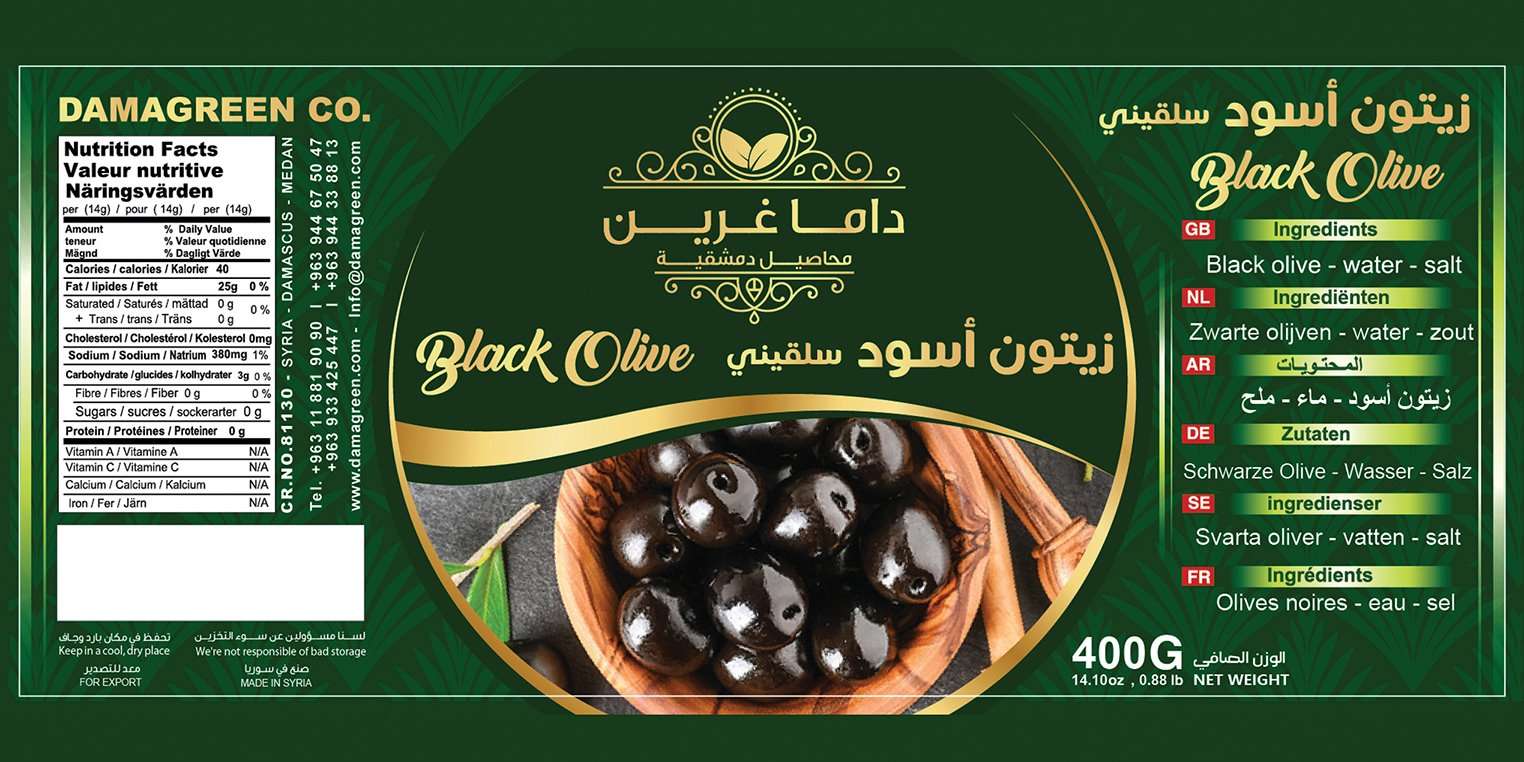 DAMAGREEN CO.
Nutrition Facts
Valeur nutritive
Näringsvärden
per (14g) / pour ( 14g) / per (14g)
Amount % Daily Value
teneur % Valeur quotidienne
Mägnd % Dagligt Värde
Calories / calories / Kalorier 40
Fat / lipides / Fett 25g 0 %
Saturated / Saturés / mättad 0 g
+ Trans / trans / Träns 0 g
0 %
Cholesterol / Cholestérol / Kolesterol 0mg
Sodium / Sodium / Natrium 380mg 1%
Carbohydrate /glucides / kolhydrater 3g 0 %
Fibre / Fibres / Fiber 0 g 0 %
Sugars / sucres / sockerarter 0 g
Protein / Protéines / Proteiner 0 g
Vitamin A / Vitamine A N/A
Vitamin C / Vitamine C N/A
Calcium / Calcium / Kalcium N/A
Iron / Fer / Järn N/A
CR.NO.81130 - SYRIA - DAMASCUS - MEDAN
Tel. +963 11 881 90 90 I +963 944 67 50 47
+963 933 425 447 I +963 944 33 88 13
www.damagreen.com - Info@damagreen.com
تحفظ في مكان بارد وجاف
Keep in a cool, dry place
معد للتصدير
FOR EXPORT
لسنا مسؤولين عن سوء التخزين
We're not responsible of bad storage
صنع في سوريا
MADE IN SYRIA
داما غرين
محاصيل دمشقية
Black Olive
زيتون أسود سلقيني
زيتون أسود سلقيني
Black Olive
GB Ingredients
Black olive - water - salt
NL Ingrediënten
Zwarte olijven - water - zout
AR المحتويات
زيتون أسود - ماء - ملح
DE Zutaten
Schwarze Olive - Wasser - Salz
SE ingredienser
Svarta oliver - vatten - salt
FR Ingrédients
Olives noires - eau - sel
400G الوزن الصافي
14.10oz , 0.88 lb NET WEIGHT